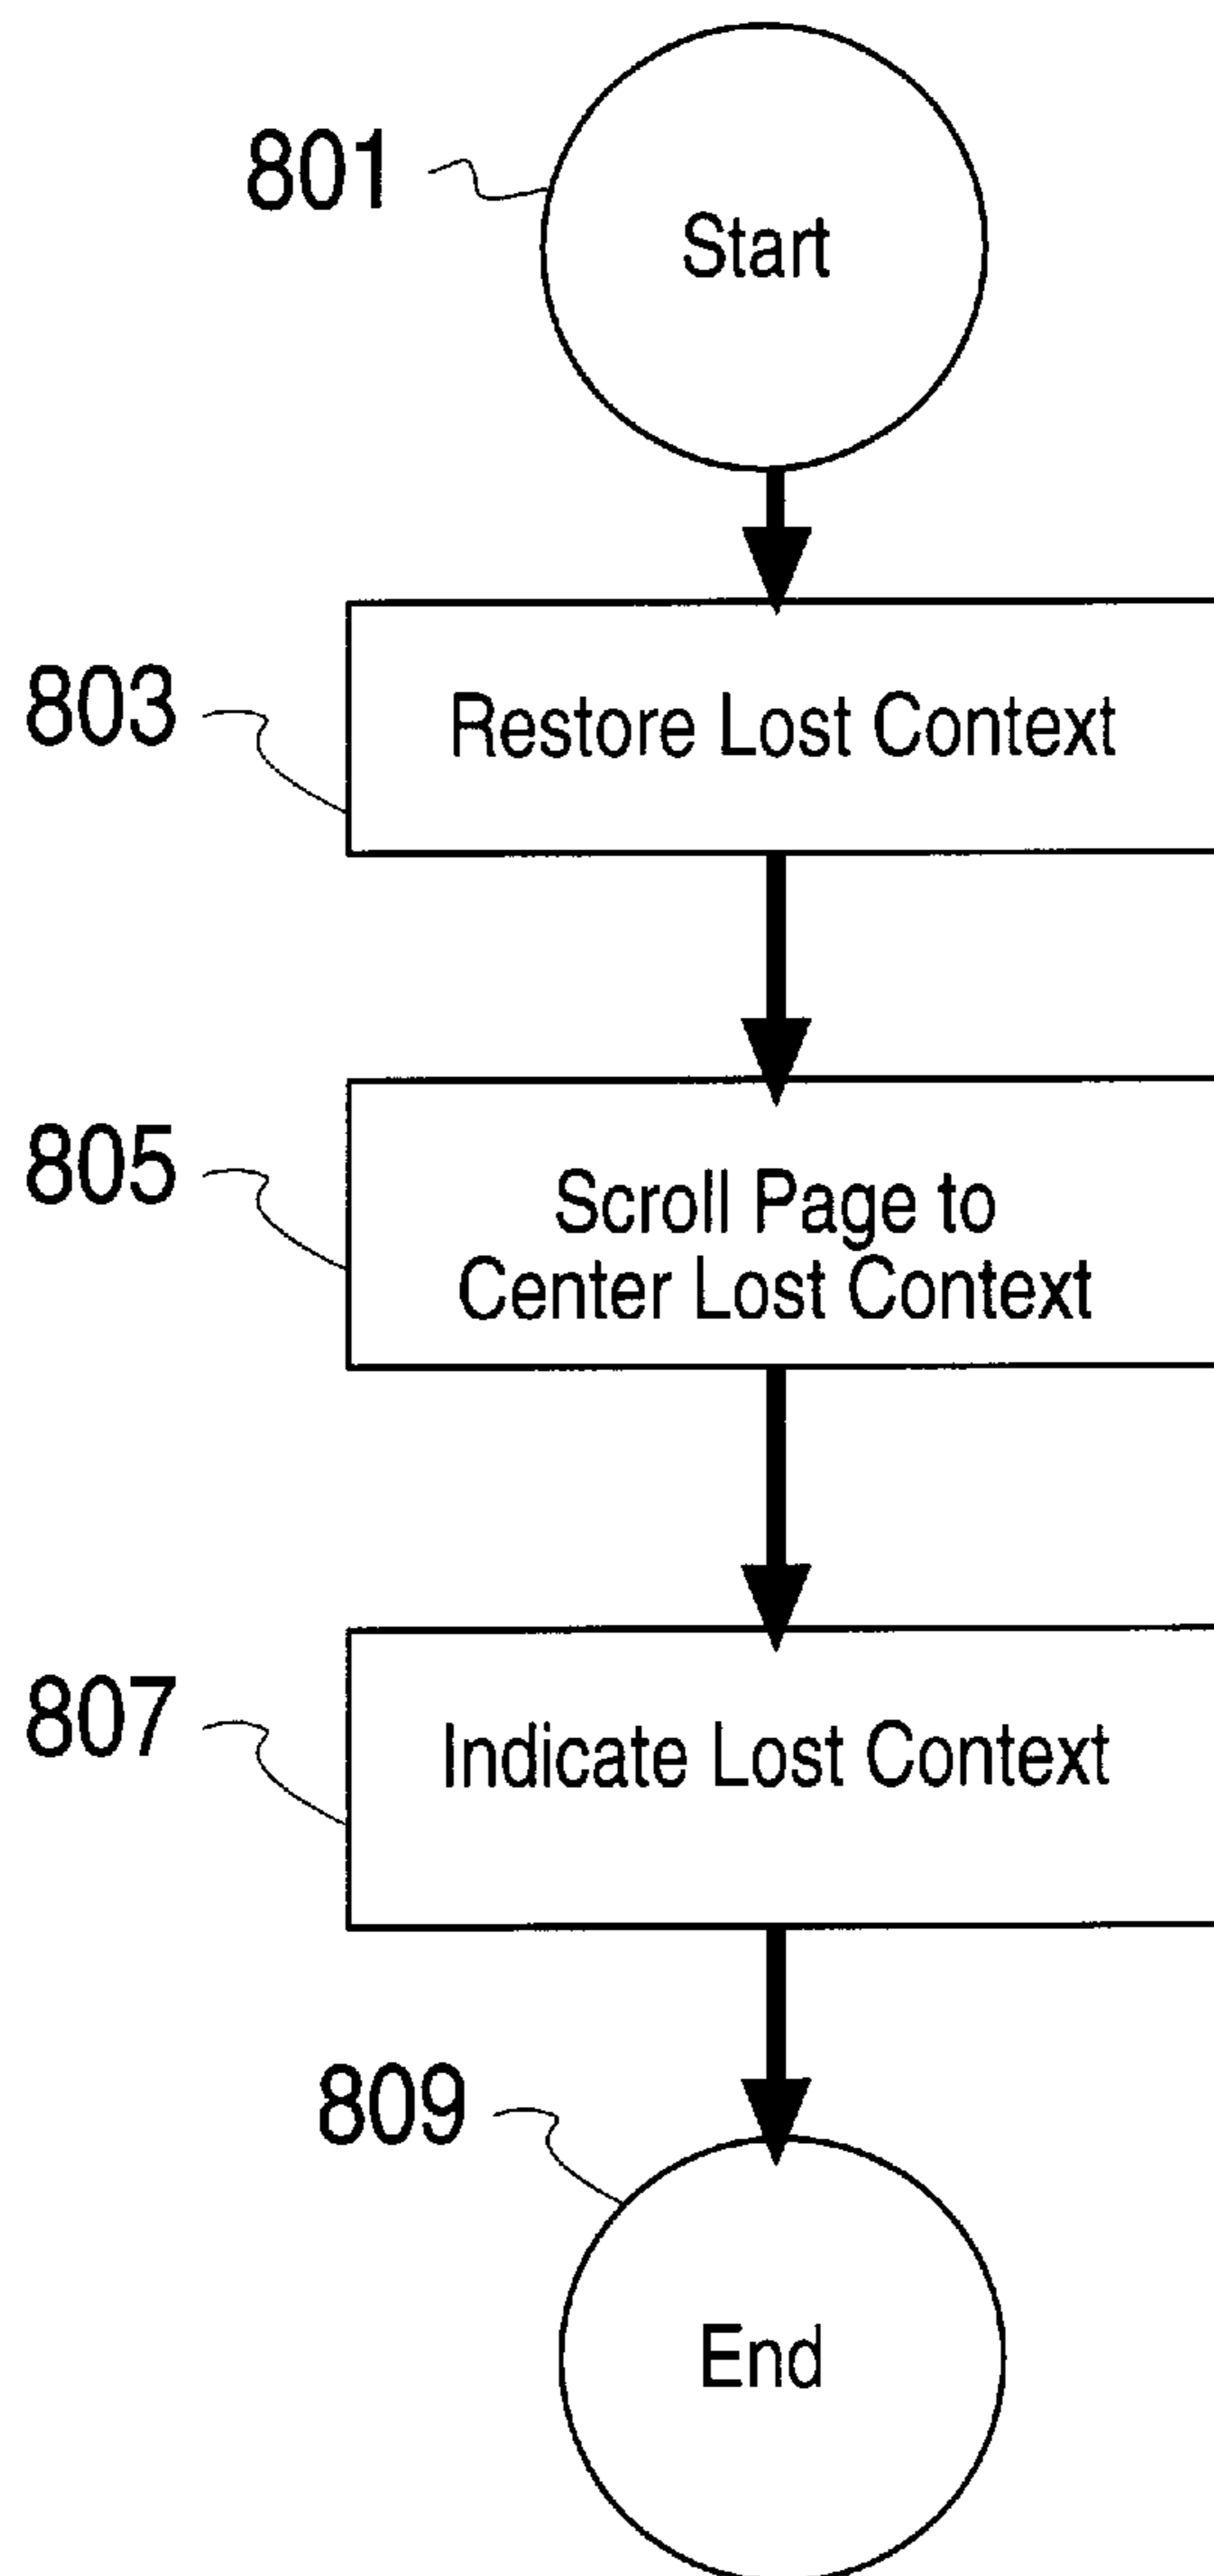 801
Start
803
Restore Lost Context
805
Scroll Page to
Center Lost Context
807
Indicate Lost Context
809
End